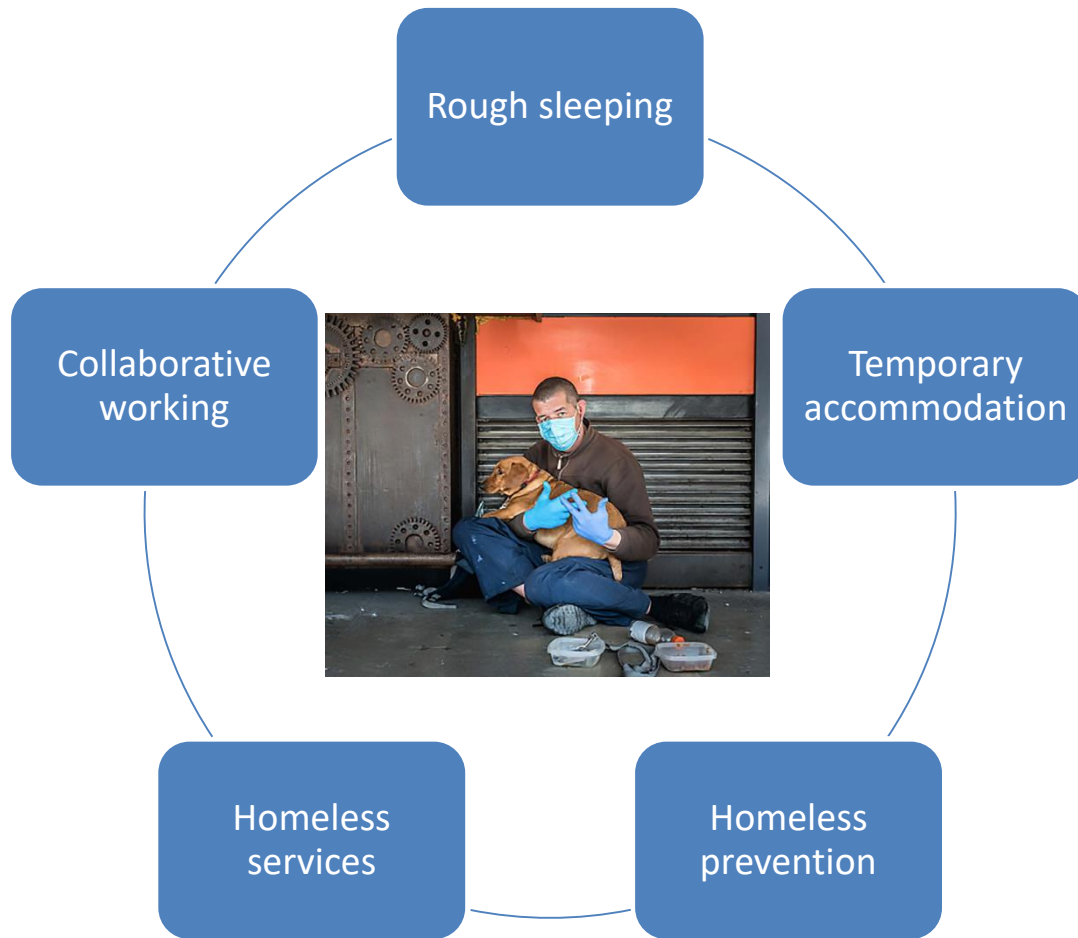 Rough sleeping
Temporary
accommodation
Homeless
prevention
Homeless
services
Collaborative
working